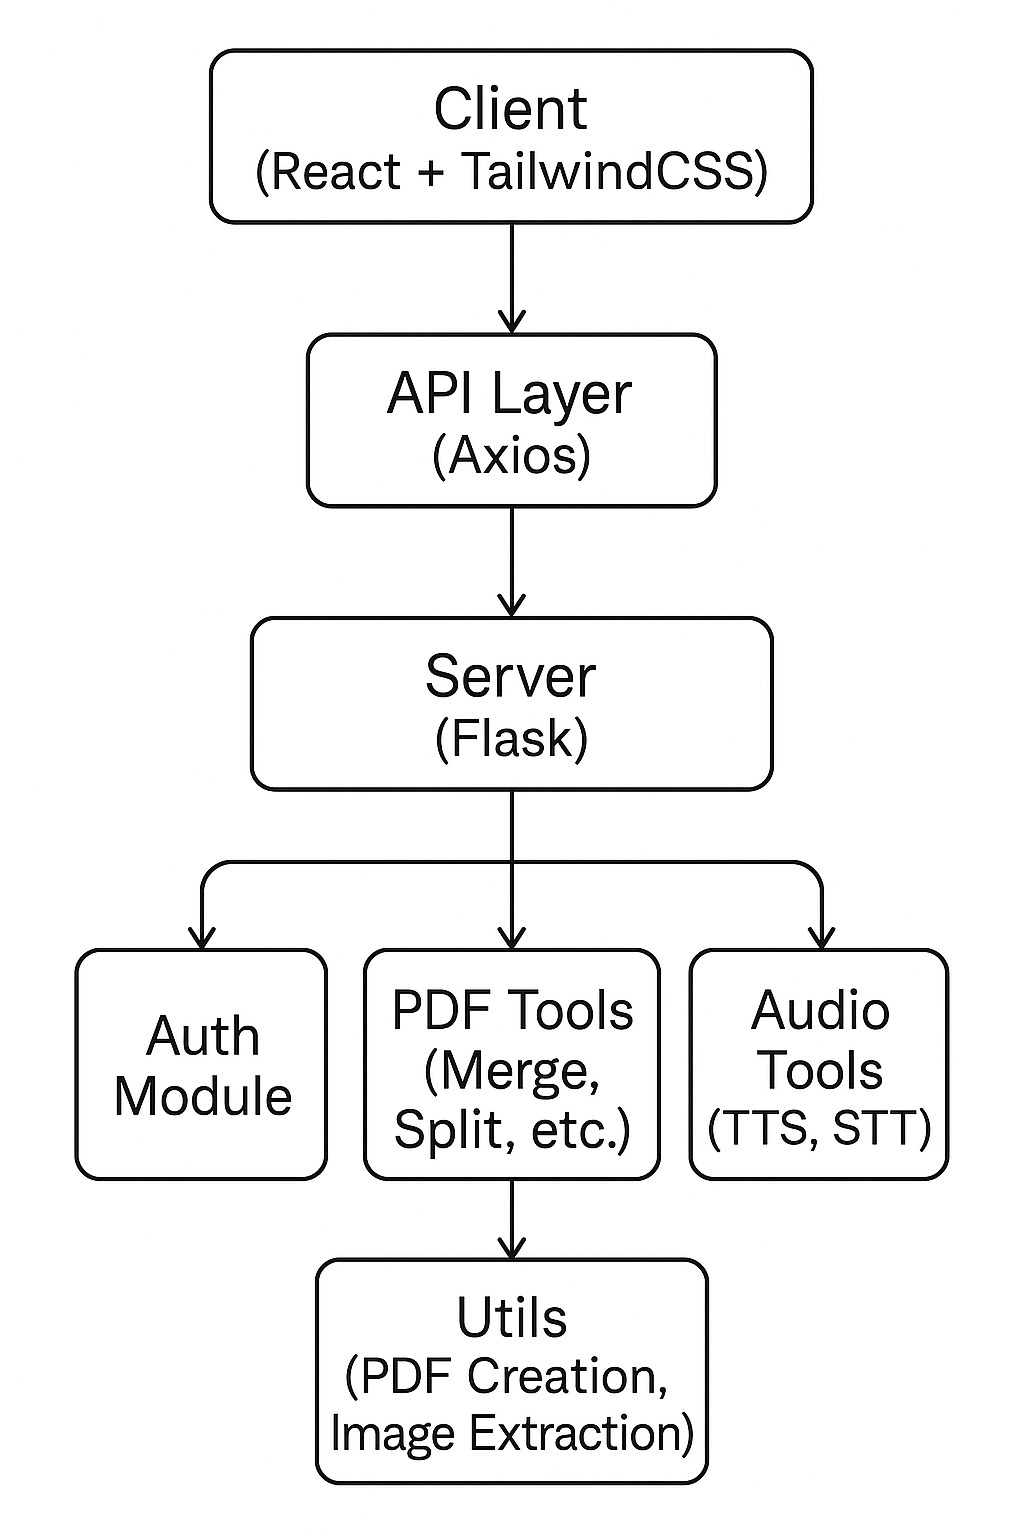 Client
(React + TailwindCSS)
API Layer
(Axios)
Server
(Flask)
Auth
Module
PDF Tools
(Merge,
Split, etc.)
Audio
Tools
(TTS, STT)
Utils
(PDF Creation,
Image Extraction)